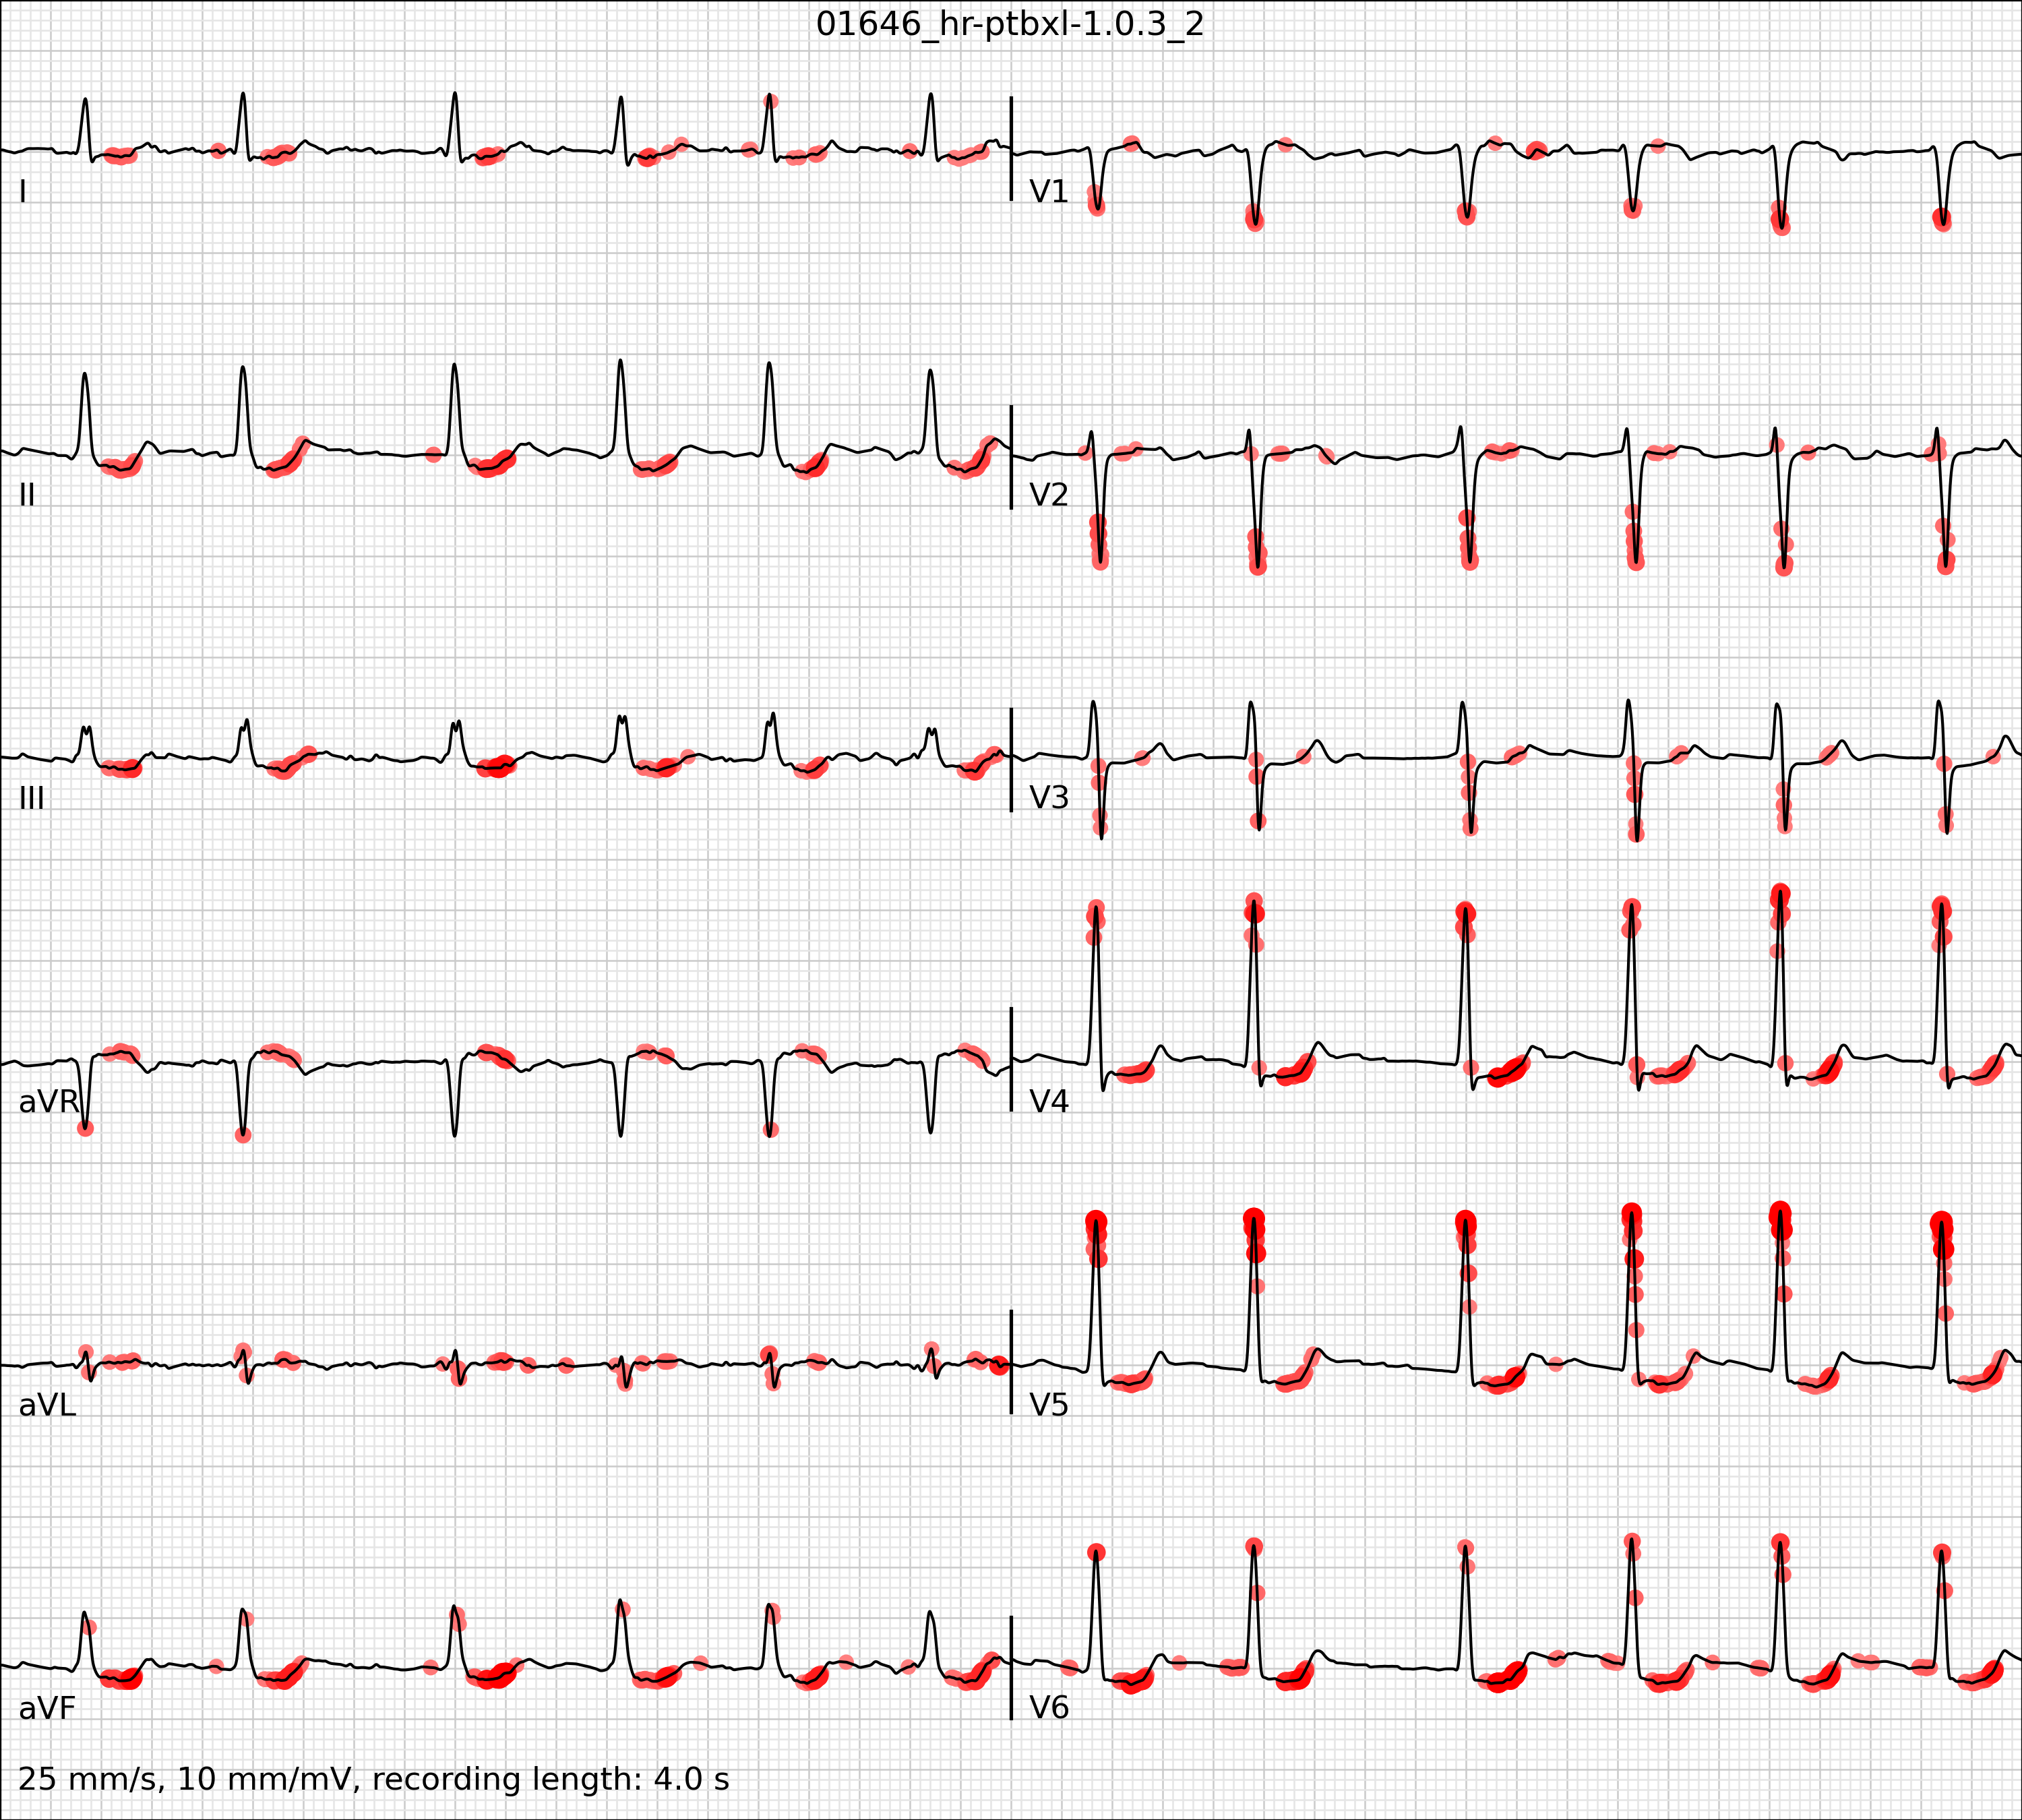 01646_hr-ptbxl-1.0.3_2
I
V1
II
V2
III
V3
aVR
V4
aVL
V5
aVF
V6
25 mm/s, 10 mm/mV, recording length: 4.0 s